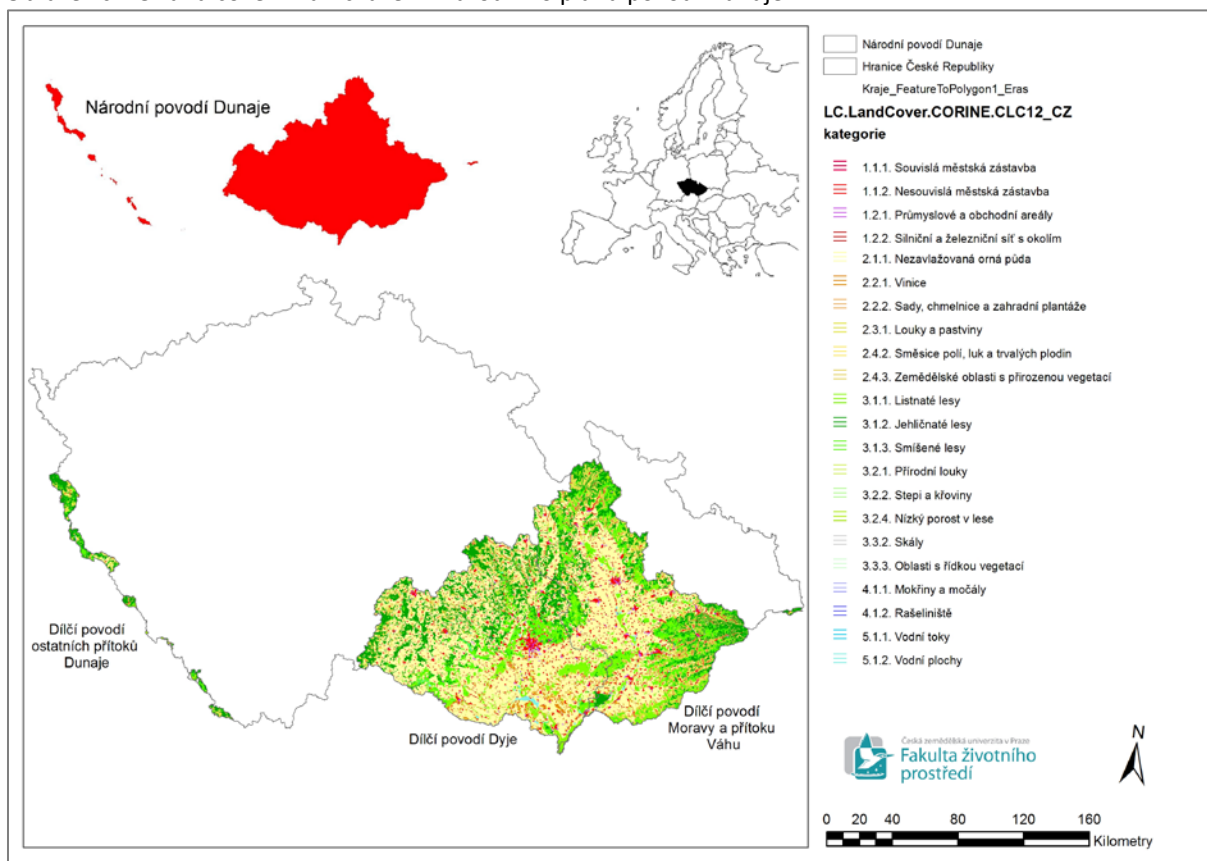 Národní povodí Dunaje
Národní povodí Dunaje
Hranice České Republiky
Kraje_FeatureToPolygon1_Eras
LC.LandCover.CORINE.CLC12_CZ
kategorie
1.1.1. Souvislá městská zástavba
1.1.2. Nesouvislá městská zástavba
1.2.1. Průmyslové a obchodní areály
1.2.2. Silniční a železniční síť s okolím
2.1.1. Nezavlažovaná orná půda
2.2.1. Vinice
2.2.2. Sady, chmelnice a zahradní plantáže
2.3.1. Louky a pastviny
2.4.2. Směsice polí, luk a trvalých plodin
2.4.3. Zemědělské oblasti s přirozenou vegetací
3.1.1. Listnaté lesy
3.1.2. Jehličnaté lesy
3.1.3. Smíšené lesy
3.2.1. Přírodní louky
3.2.2. Stepi a křoviny
3.2.4. Nízký porost v lese
3.3.2. Skály
3.3.3. Oblasti s řídkou vegetací
4.1.1. Mokřiny a močály
4.1.2. Rašeliniště
5.1.1. Vodní toky
5.1.2. Vodní plochy
Dílčí povodí
ostatních přítoků
Dunaje
Dílčí povodí Dyje
Dílčí povodí
Moravy a přítoku
Váhu
Česká zemědělská univerzita v Praze
Fakulta životního
prostředí
N
0 20 40 80 120 160
Kilometry